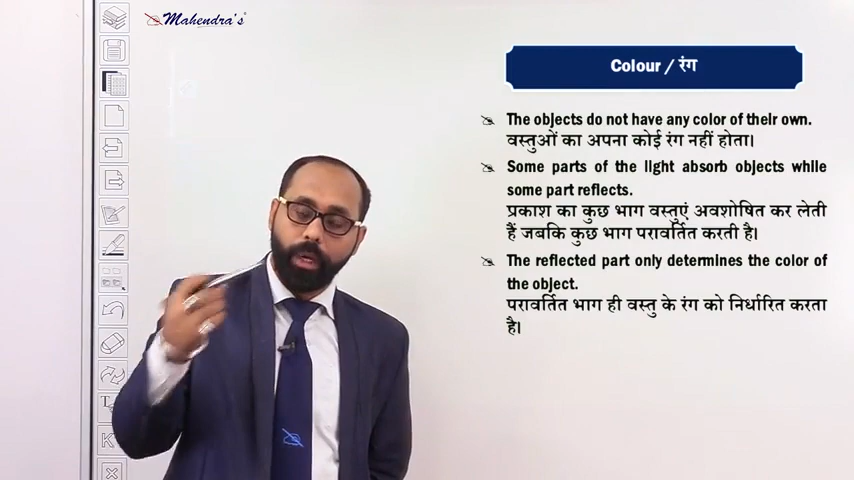 Mahendra's
Colour / रंग
The objects do not have any color of their own.
वस्तुओं का अपना कोई रंग नहीं होता।
Some parts of the light absorb objects while
some part reflects.
प्रकाश का कुछ भाग वस्तुएं अवशोषित कर लेती
हैं जबकि कुछ भाग परावर्तित करती है।
The reflected part only determines the color of
the object.
परावर्तित भाग ही वस्तु के रंग को निर्धारित करता
है।
T
K